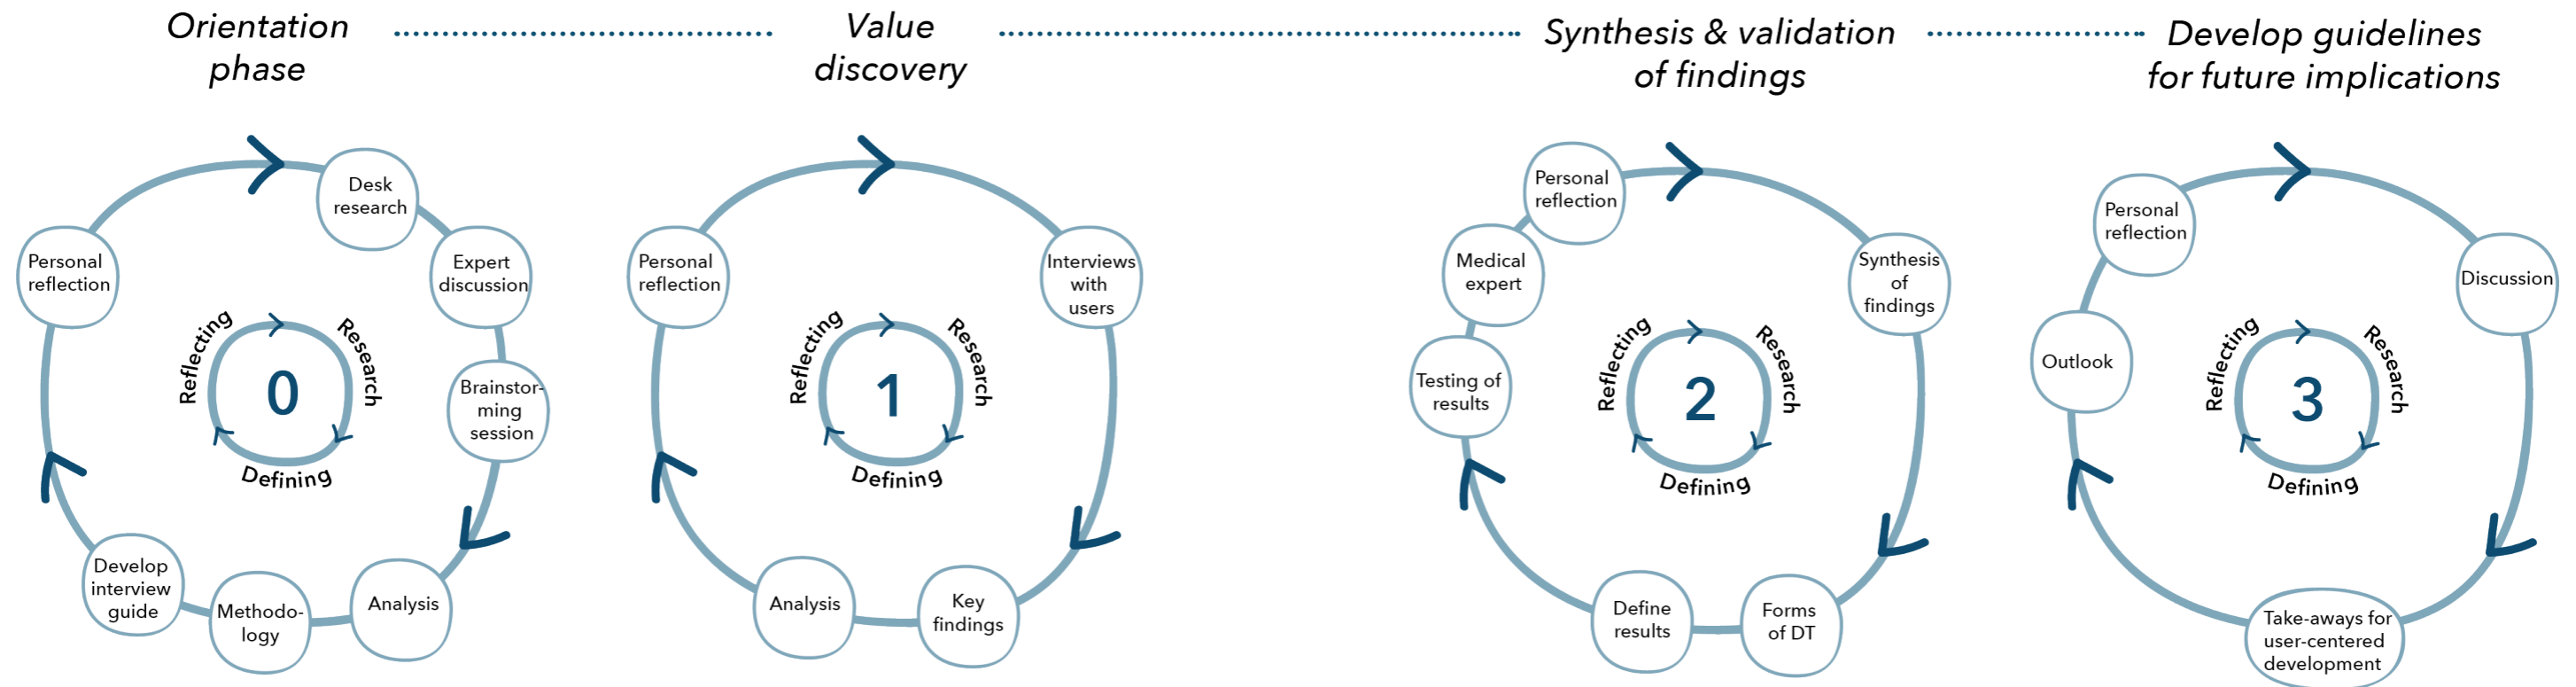 Orientation
phase
Value
discovery
Synthesis & validation
of findings
Develop guidelines
for future implications
Desk
research
Expert
discussion
Brainstor-
ming
session
Analysis
Methodo-
logy
Develop
interview
guide
Personal
reflection
Reflecting
Research
Defining
0
Interviews
with
users
Key
findings
Analysis
Personal
reflection
Reflecting
Research
Defining
1
Synthesis
of
findings
Forms
of DT
Define
results
Testing of
results
Medical
expert
Personal
reflection
Reflecting
Research
Defining
2
Discussion
Take-aways for
user-centered
development
Outlook
Personal
reflection
Reflecting
Research
Defining
3